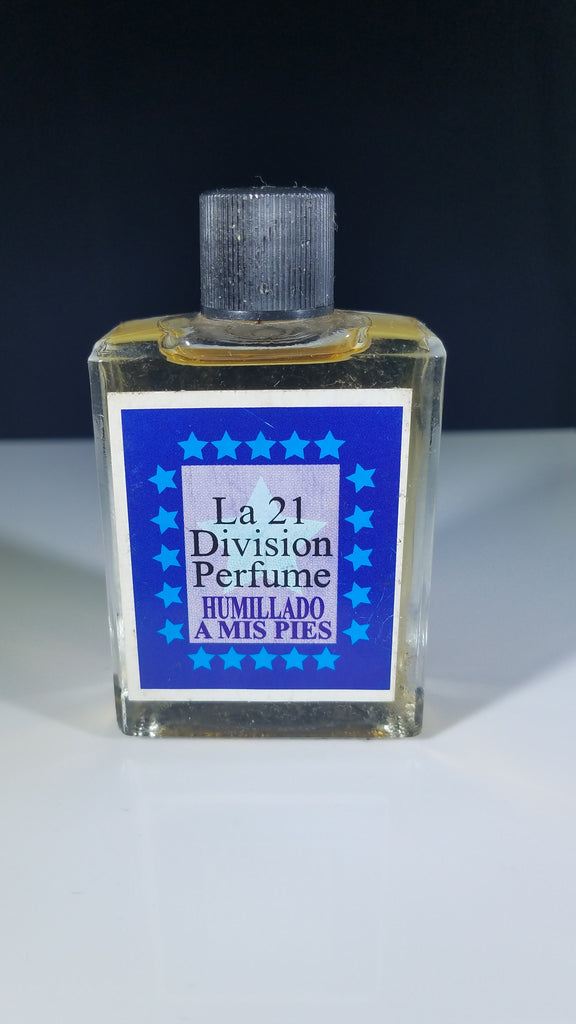 La 21
Division
Perfume
HUMILLADO
A MIS PIES